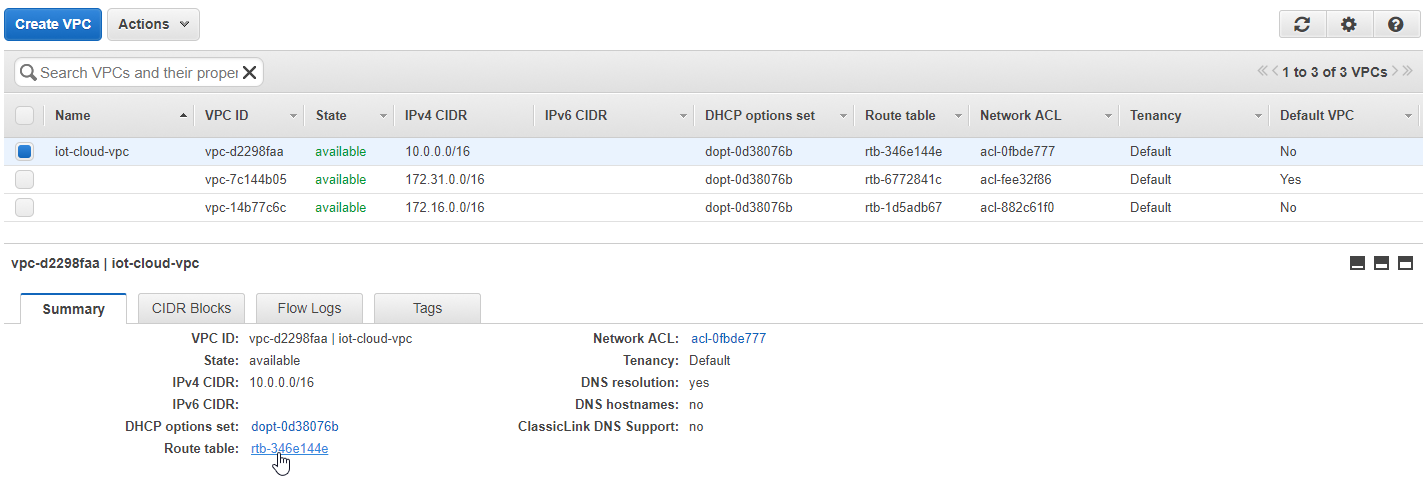 Create VPC Actions
Search VPCs and their proper 1 to 3 of 3 VPCs
Name VPC ID State IPv4 CIDR IPv6 CIDR DHCP options set Route table Network ACL Tenancy Default VPC
iot-cloud-vpc vpc-d2298faa available 10.0.0.0/16 dopt-0d38076b rtb-346e144e acl-0fbde777 Default No
vpc-7c144b05 available 172.31.0.0/16 dopt-0d38076b rtb-6772841c acl-fee32f86 Default Yes
vpc-14b77c6c available 172.16.0.0/16 dopt-0d38076b rtb-1d5adb67 acl-882c61f0 Default No
vpc-d2298faa | iot-cloud-vpc
Summary CIDR Blocks Flow Logs Tags
VPC ID: vpc-d2298faa | iot-cloud-vpc Network ACL: acl-0fbde777
State: available Tenancy: Default
IPv4 CIDR: 10.0.0.0/16 DNS resolution: yes
IPv6 CIDR: DNS hostnames: no
DHCP options set: dopt-0d38076b ClassicLink DNS Support: no
Route table: rtb-346e144e